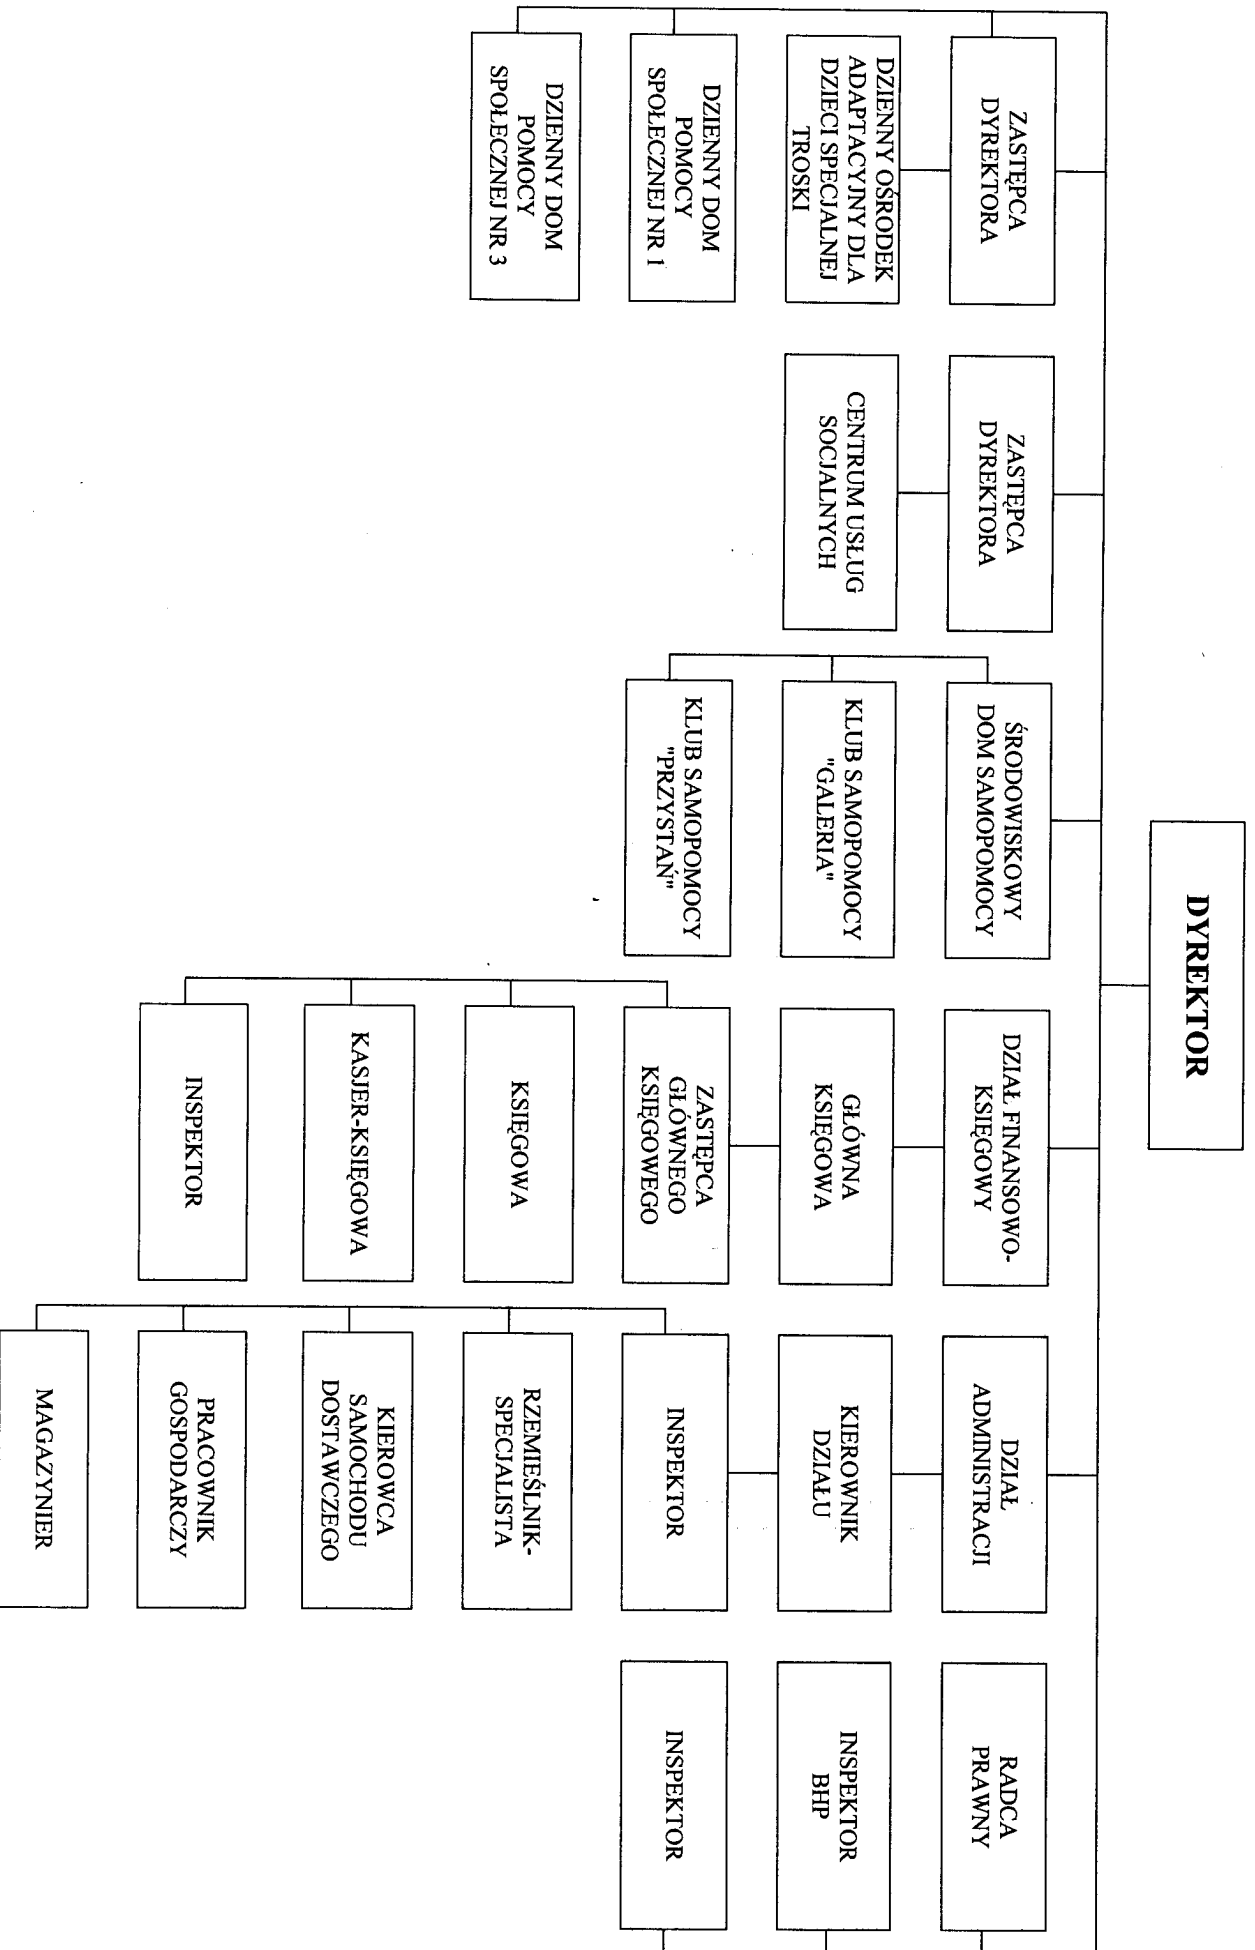 DYREKTOR
ZASTĘPCA
DYREKTORA
DZIENNY OŚRODEK
ADAPTACYJNY DLA
DZIECI SPECJALNEJ
TROSKI
DZIENNY DOM
POMOCY
SPOŁECZNEJ NR 1
DZIENNY DOM
POMOCY
SPOŁECZNEJ NR 3
ZASTĘPCA
DYREKTORA
CENTRUM USŁUG
SOCJALNYCH
ŚRODOWISKOWY
DOM SAMOPOMOCY
KLUB SAMOPOMOCY
"GALERIA"
KLUB SAMOPOMOCY
"PRZYSTAŃ"
DZIAŁ FINANSOWO-
KSIĘGOWY
GŁÓWNA
KSIĘGOWA
ZASTĘPCA
GŁÓWNEGO
KSIĘGOWEGO
KSIĘGOWA
KASJER-KSIĘGOWA
INSPEKTOR
DZIAŁ
ADMINISTRACJI
KIEROWNIK
DZIAŁU
INSPEKTOR
RZEMIEŚLNIK-
SPECJALISTA
KIEROWCA
SAMOCHODU
DOSTAWCZEGO
PRACOWNIK
GOSPODARCZY
MAGAZYNIER
RADCA
PRAWNY
INSPEKTOR
BHP
INSPEKTOR